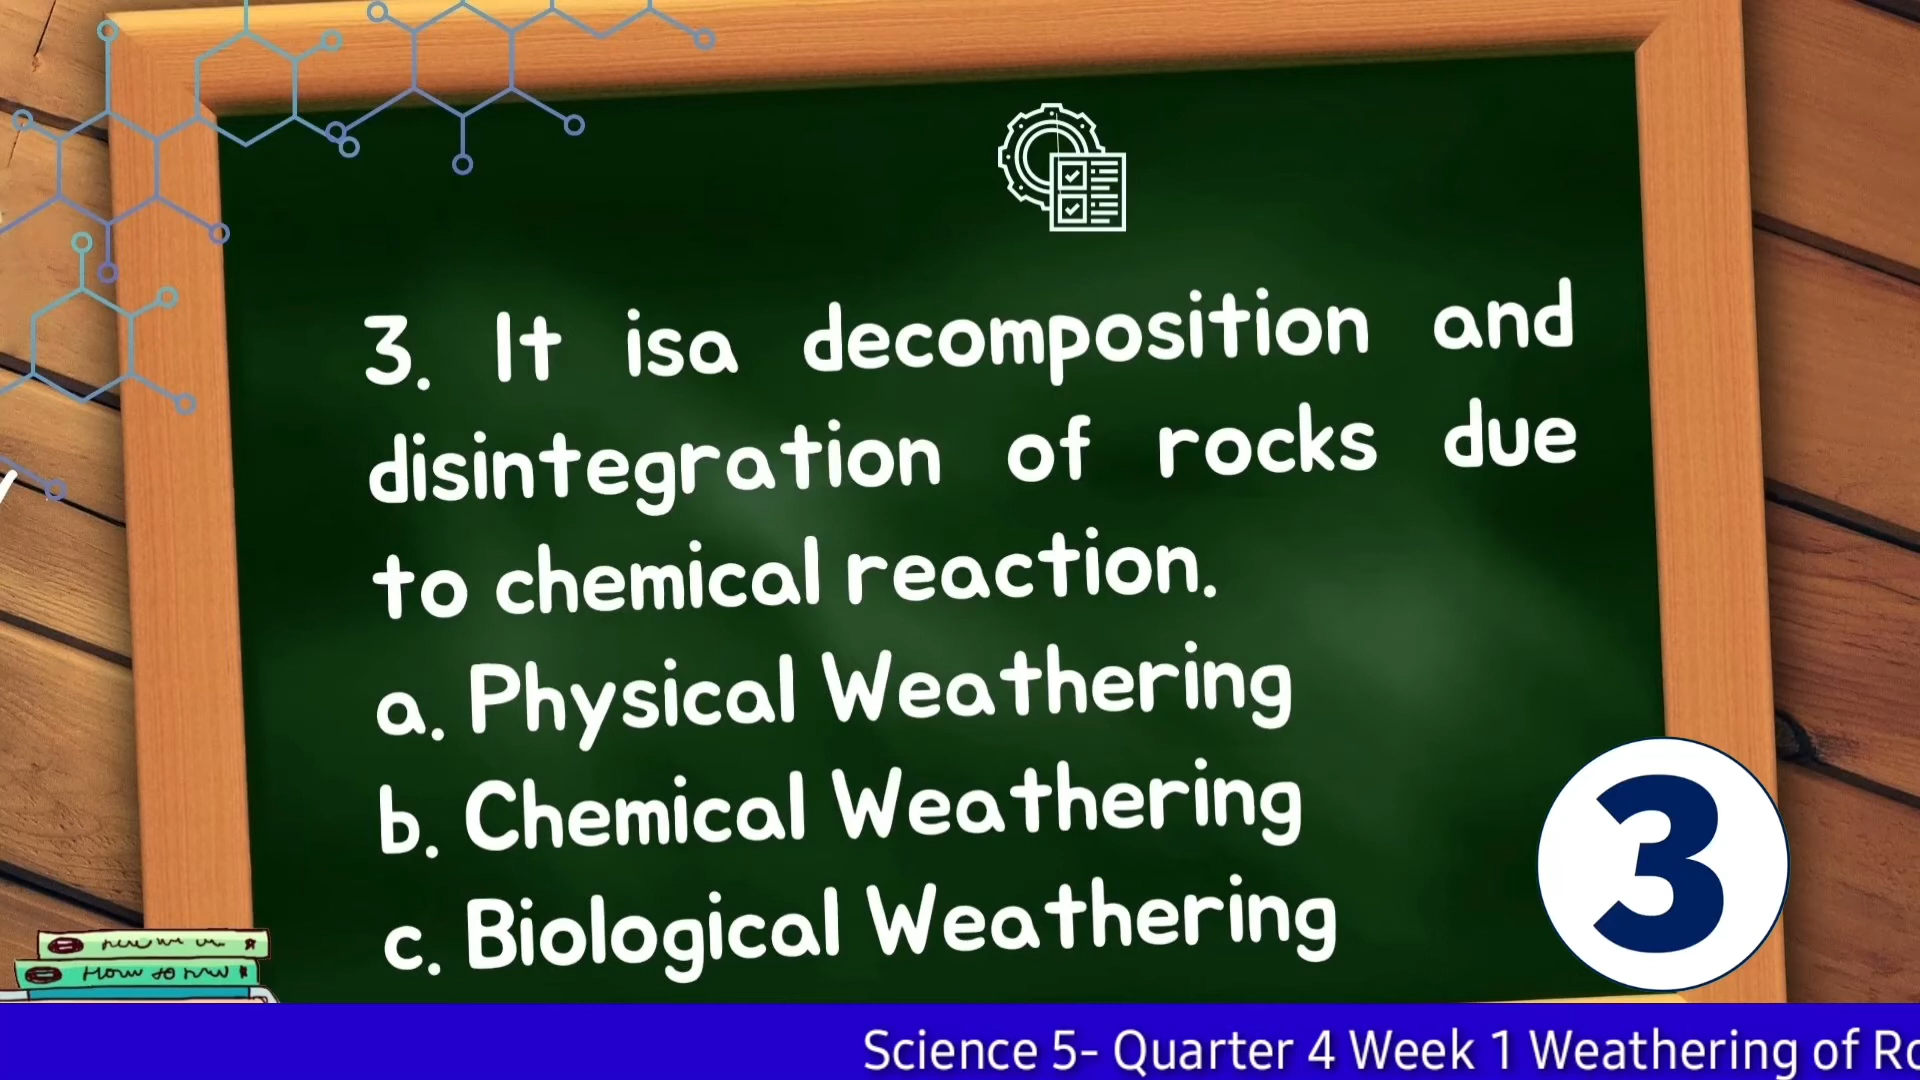 3. It isa decomposition and
disintegration of rocks due
to chemical reaction.
a. Physical Weathering
b. Chemical Weathering
c. Biological Weathering
3
Science 5- Quarter 4 Week 1 Weathering of